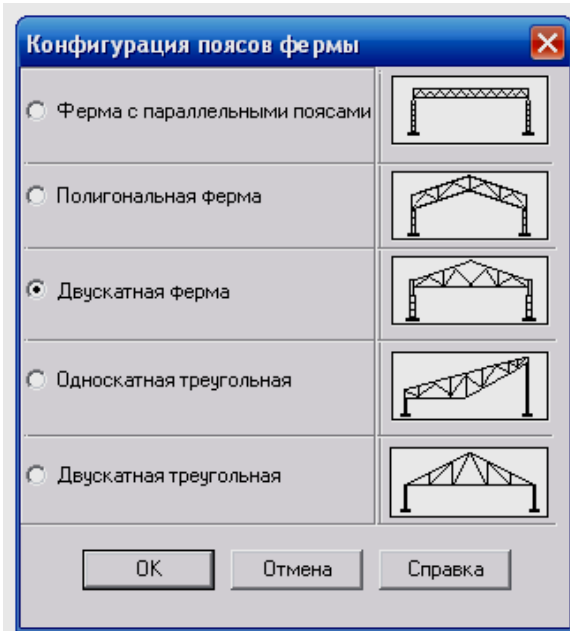 Конфигурация поясов фермы
Ферма с параллельными поясами
Полигональная ферма
Двускатная ферма
Односкатная треугольная
Двускатная треугольная
OK
Отмена
Справка